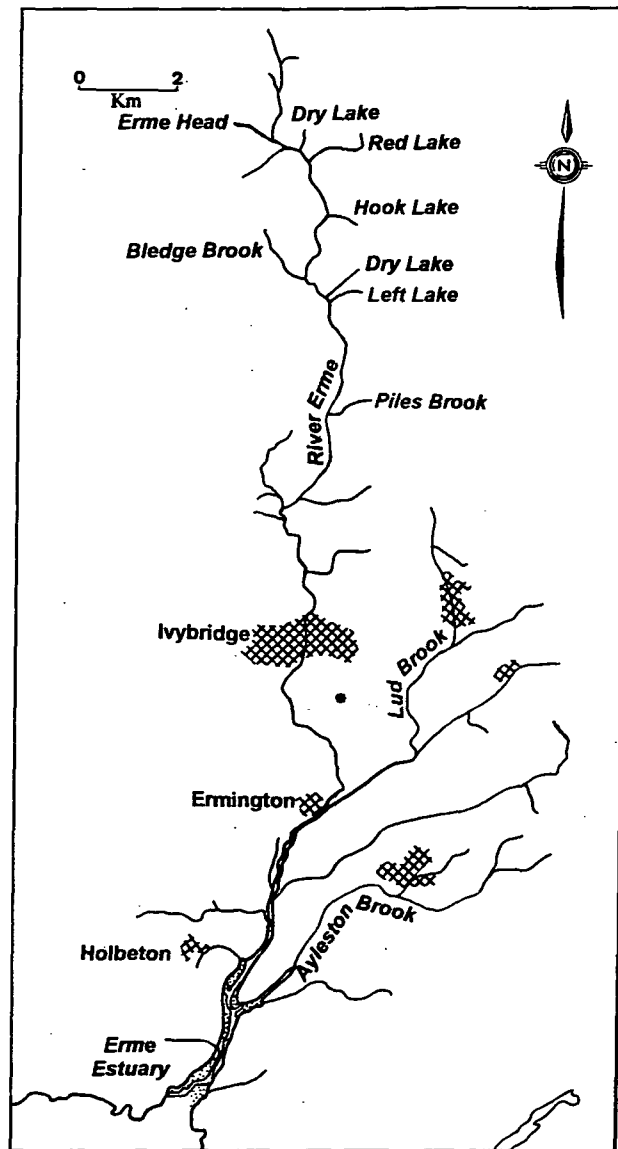 0 2
Km
Dry Lake
Erme Head
Red Lake
N
Hook Lake
Bledge Brook
Dry Lake
Left Lake
River Erme
Piles Brook
Ivybridge
Lud Brook
Ermington
Ayleston Brook
Holbeton
Erme
Estuary